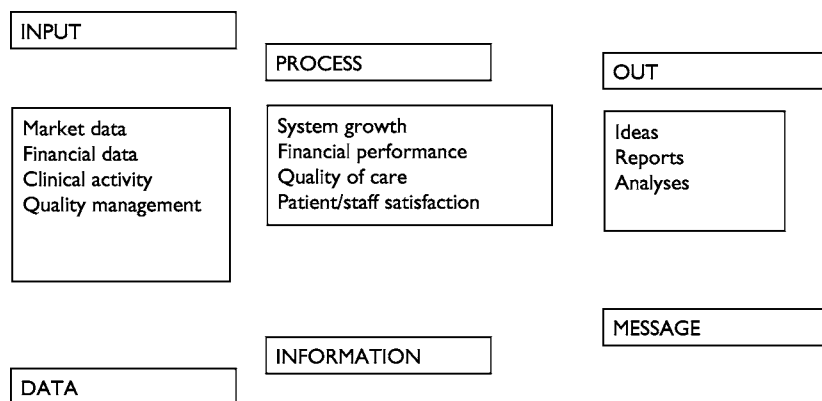 INPUT
PROCESS
OUT
Market data
Financial data
Clinical activity
Quality management
System growth
Financial performance
Quality of care
Patient/staff satisfaction
Ideas
Reports
Analyses
MESSAGE
INFORMATION
DATA